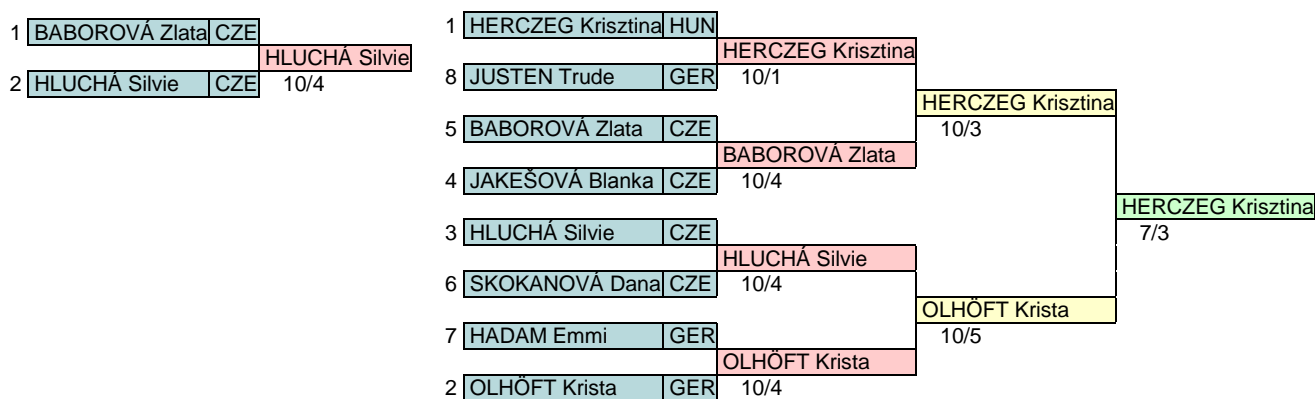 1 BABOROVÁ Zlata CZE
HLUCHÁ Silvie
2 HLUCHÁ Silvie CZE 10/4
1 HERCZEG Krisztina HUN
HERCZEG Krisztina
8 JUSTEN Trude GER 10/1
HERCZEG Krisztina
5 BABOROVÁ Zlata CZE 10/3
BABOROVÁ Zlata
4 JAKEŠOVÁ Blanka CZE 10/4
HERCZEG Krisztina
3 HLUCHÁ Silvie CZE 7/3
HLUCHÁ Silvie
6 SKOKANOVÁ Dana CZE 10/4
OLHÖFT Krista
7 HADAM Emmi GER 10/5
OLHÖFT Krista
2 OLHÖFT Krista GER 10/4